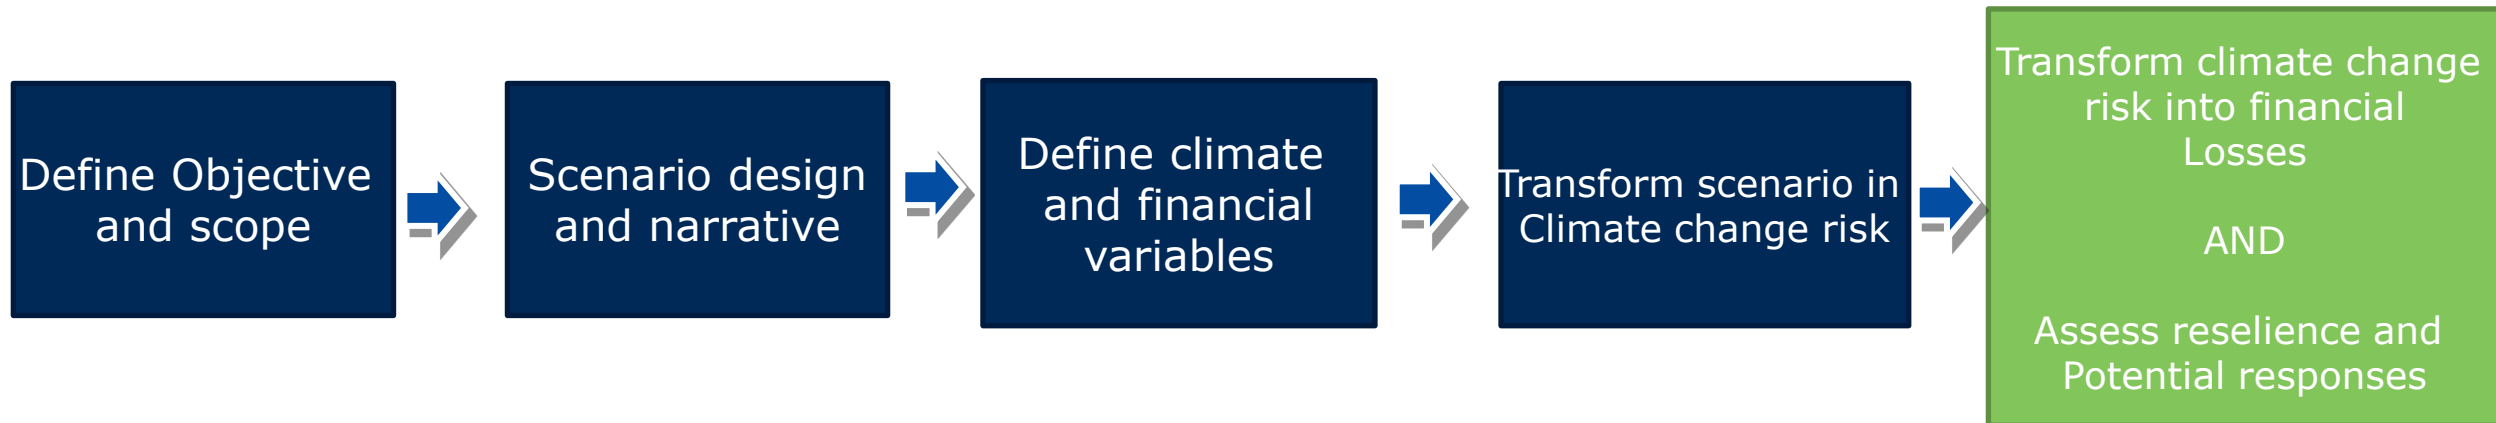 Define Objective
and scope
Scenario design
and narrative
Define climate
and financial
variables
Transform scenario in
Climate change risk
Transform climate change
risk into financial
Losses
AND
Assess reselience and
Potential responses